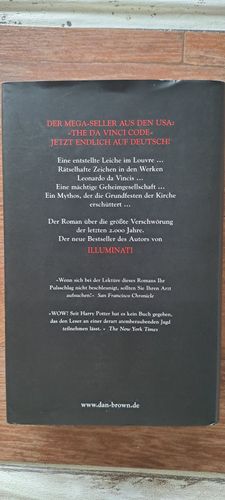 DER MEGA-SELLER AUS DEN USA:
»THE DA VINCI CODE«
JETZT ENDLICH AUF DEUTSCH!
Eine entstellte Leiche im Louvre ...
Rätselhafte Zeichen in den Werken
Leonardo da Vincis ...
Eine mächtige Geheimgesellschaft ...
Ein Mythos, der die Grundfesten der Kirche
erschüttert ...
Der Roman über die größte Verschwörung
der letzten 2.000 Jahre.
Der neue Bestseller des Autors von
ILLUMINATI
»Wenn sich bei der Lektüre dieses Romans Ihr
Pulsschlag nicht beschleunigt, sollten Sie Ihren Arzt
aufsuchen!« San Francisco Chronicle
»WOW! Seit Harry Potter hat es kein Buch gegeben,
das den Leser an einer derart atemberaubenden Jagd
teilnehmen lässt. « The New York Times
www.dan-brown.de